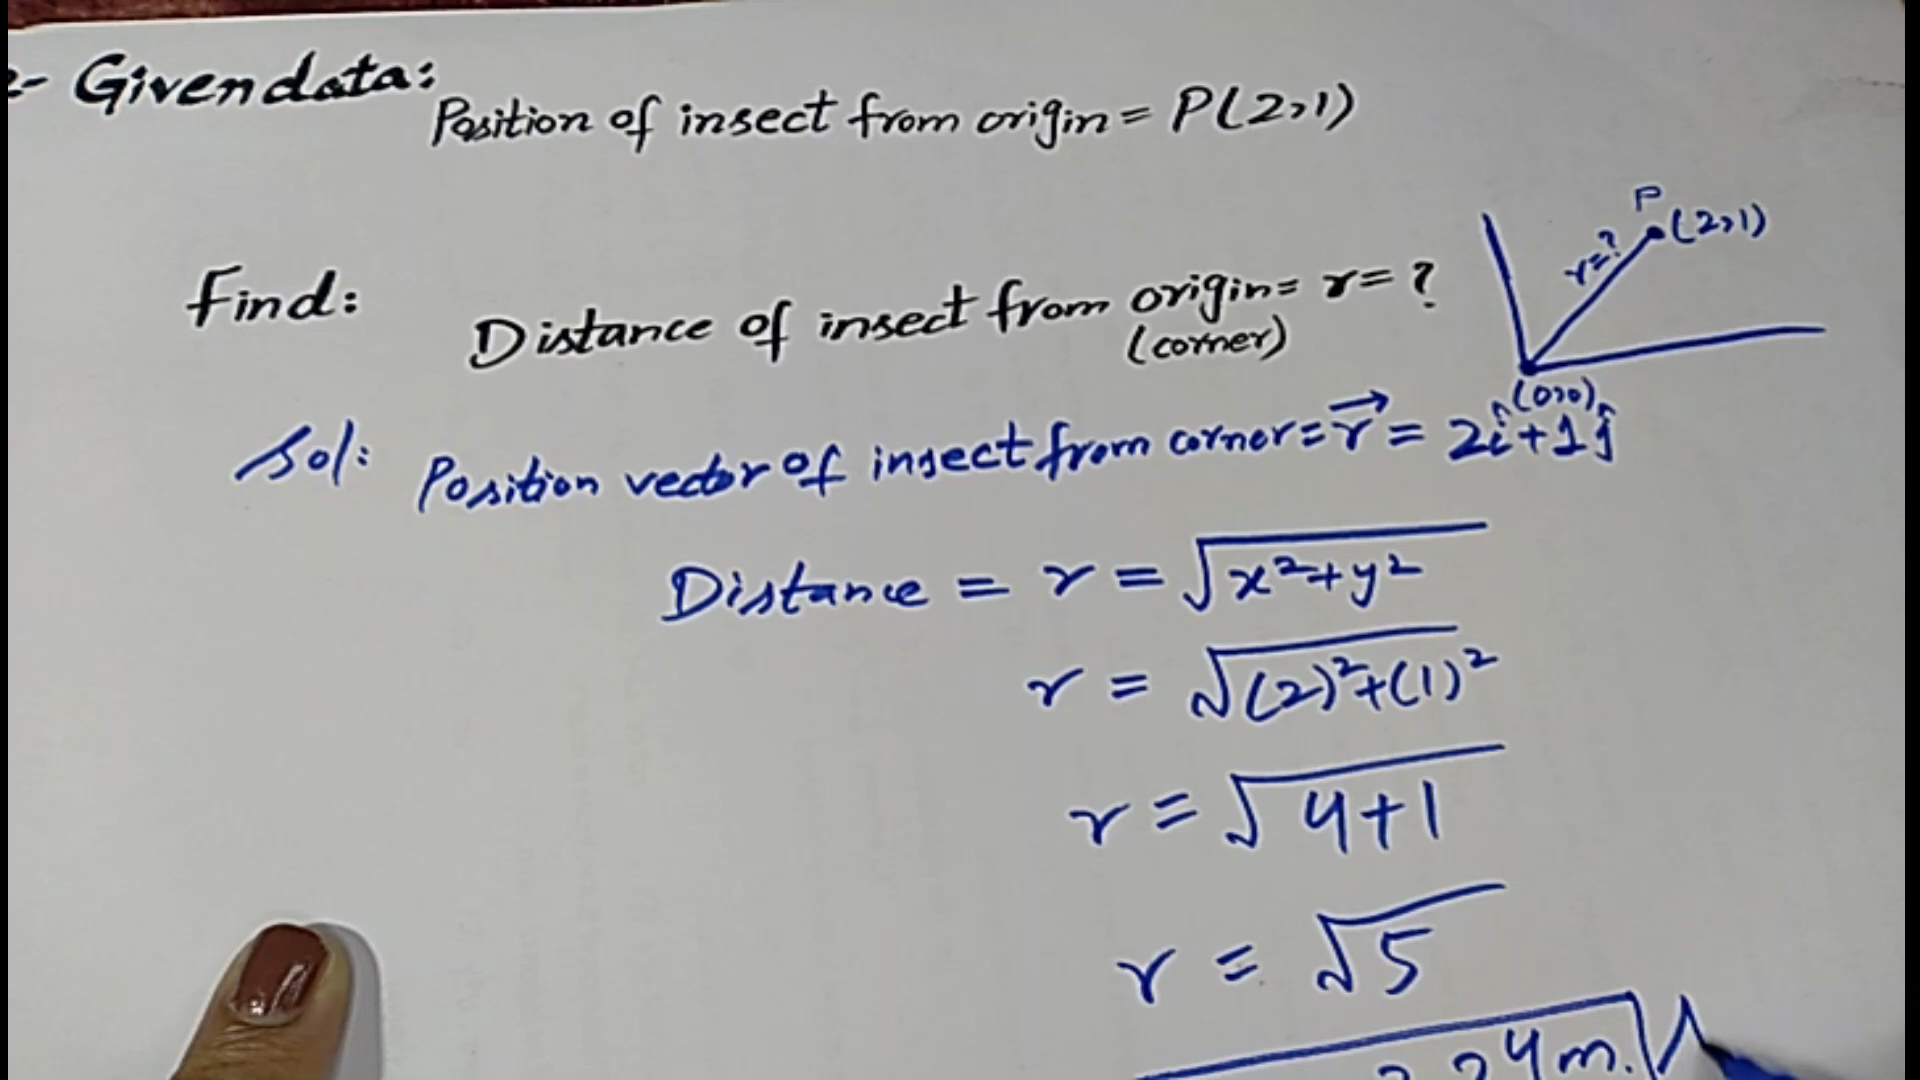 Given data:
Position of insect from origin = P(2,1)
P
(2,1)
r=?
Find:
Distance of insect from origin = r = ?
(corner)
(0,0)
Sol: Position vector of insect from corner = r⃗ = 2î + 1ĵ
Distance = r = √x²+y²
r = √(2)²+(1)²
r = √4+1
r = √5
2.24m.